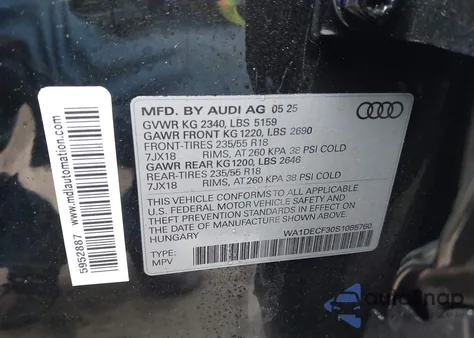 MFD. BY AUDI AG 05 25
GVWR KG 2340, LBS 5159
GAWR FRONT KG 1220, LBS 2690
FRONT-TIRES 235/55 R18
7JX18 RIMS, AT 260 KPA 38 PSI COLD
GAWR REAR KG 1200, LBS 2646
REAR-TIRES 235/55 R18
7JX18 RIMS, AT 260 KPA 38 PSI COLD
THIS VEHICLE CONFORMS TO ALL APPLICABLE
FEDERAL MOTOR VEHICLE SAFETY AND
THEFT PREVENTION STANDARDS IN EFFECT ON
THE DATE OF MANUFACTURE SHOWN ABOVE.
HUNGARY WA1DECF30S1085760
TYPE:
MPV
5952887 www.mdautomation.com
autosnap